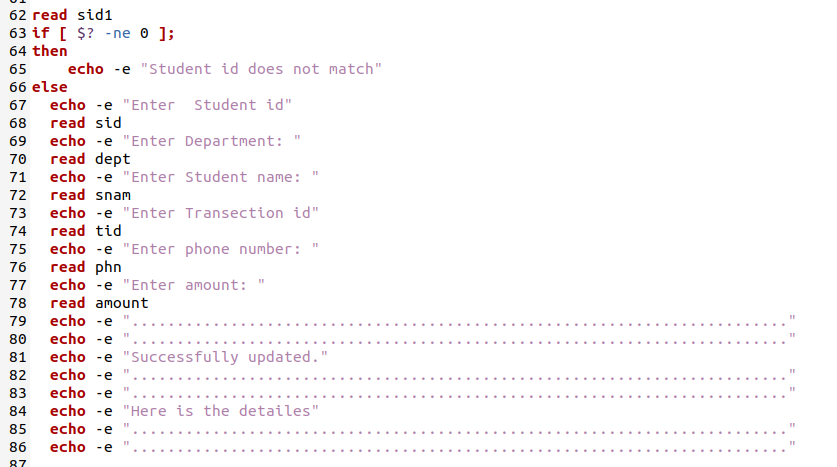 61
62 read sid1
63 if [ $? -ne 0 ];
64 then
65     echo -e "Student id does not match"
66 else
67   echo -e "Enter  Student id"
68   read sid
69   echo -e "Enter Department: "
70   read dept
71   echo -e "Enter Student name: "
72   read snam
73   echo -e "Enter Transection id"
74   read tid
75   echo -e "Enter phone number: "
76   read phn
77   echo -e "Enter amount: "
78   read amount
79   echo -e "........................................................................."
80   echo -e "........................................................................."
81   echo -e "Successfully updated."
82   echo -e "........................................................................."
83   echo -e "........................................................................."
84   echo -e "Here is the detailes"
85   echo -e "........................................................................."
86   echo -e "........................................................................."
87